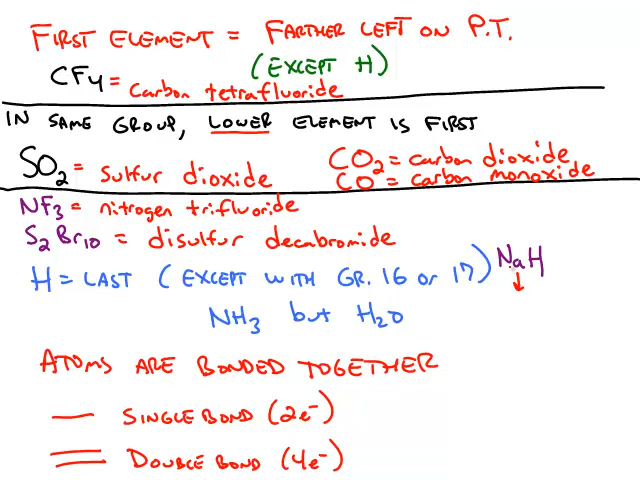 FIRST ELEMENT = FARTHER LEFT ON P.T.
(EXCEPT H)
CF4 = carbon tetrafluoride
IN SAME GROUP, LOWER ELEMENT IS FIRST
SO2 = sulfur dioxide
CO2 = carbon dioxide
CO = carbon monoxide
NF3 = nitrogen trifluoride
S2Br10 = disulfur decabromide
H = LAST (EXCEPT WITH GR. 16 OR 17) NaH
NH3 but H2O
ATOMS ARE BONDED TOGETHER
— SINGLE BOND (2e⁻)
═ DOUBLE BOND (4e⁻)